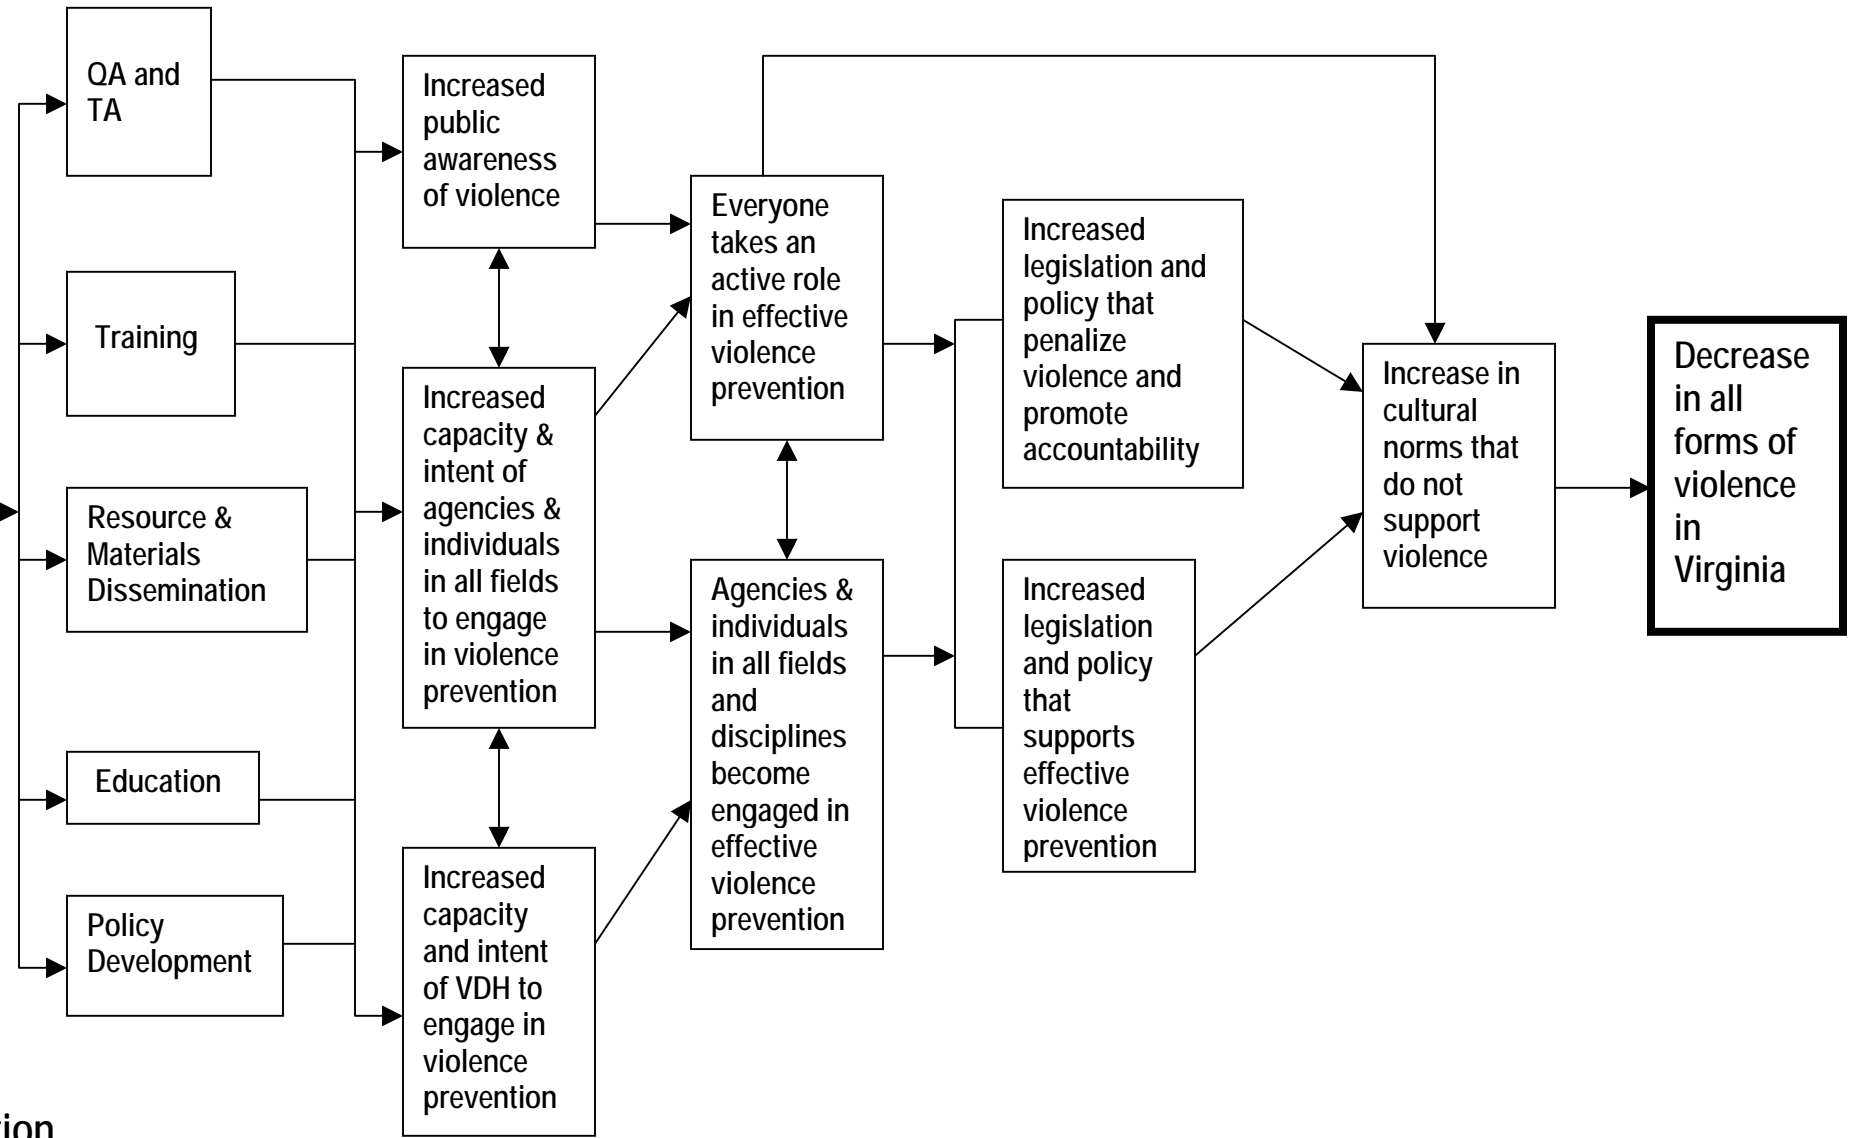 QA and
TA
Training
Resource &
Materials
Dissemination
Education
Policy
Development
Increased
public
awareness
of violence
Increased
capacity &
intent of
agencies &
individuals
in all fields
to engage
in violence
prevention
Increased
capacity
and intent
of VDH to
engage in
violence
prevention
Everyone
takes an
active role
in effective
violence
prevention
Agencies &
individuals
in all fields
and
disciplines
become
engaged in
effective
violence
prevention
Increased
legislation and
policy that
penalize
violence and
promote
accountability
Increased
legislation
and policy
that
supports
effective
violence
prevention
Increase in
cultural
norms that
do not
support
violence
Decrease
in all
forms of
violence
in
Virginia